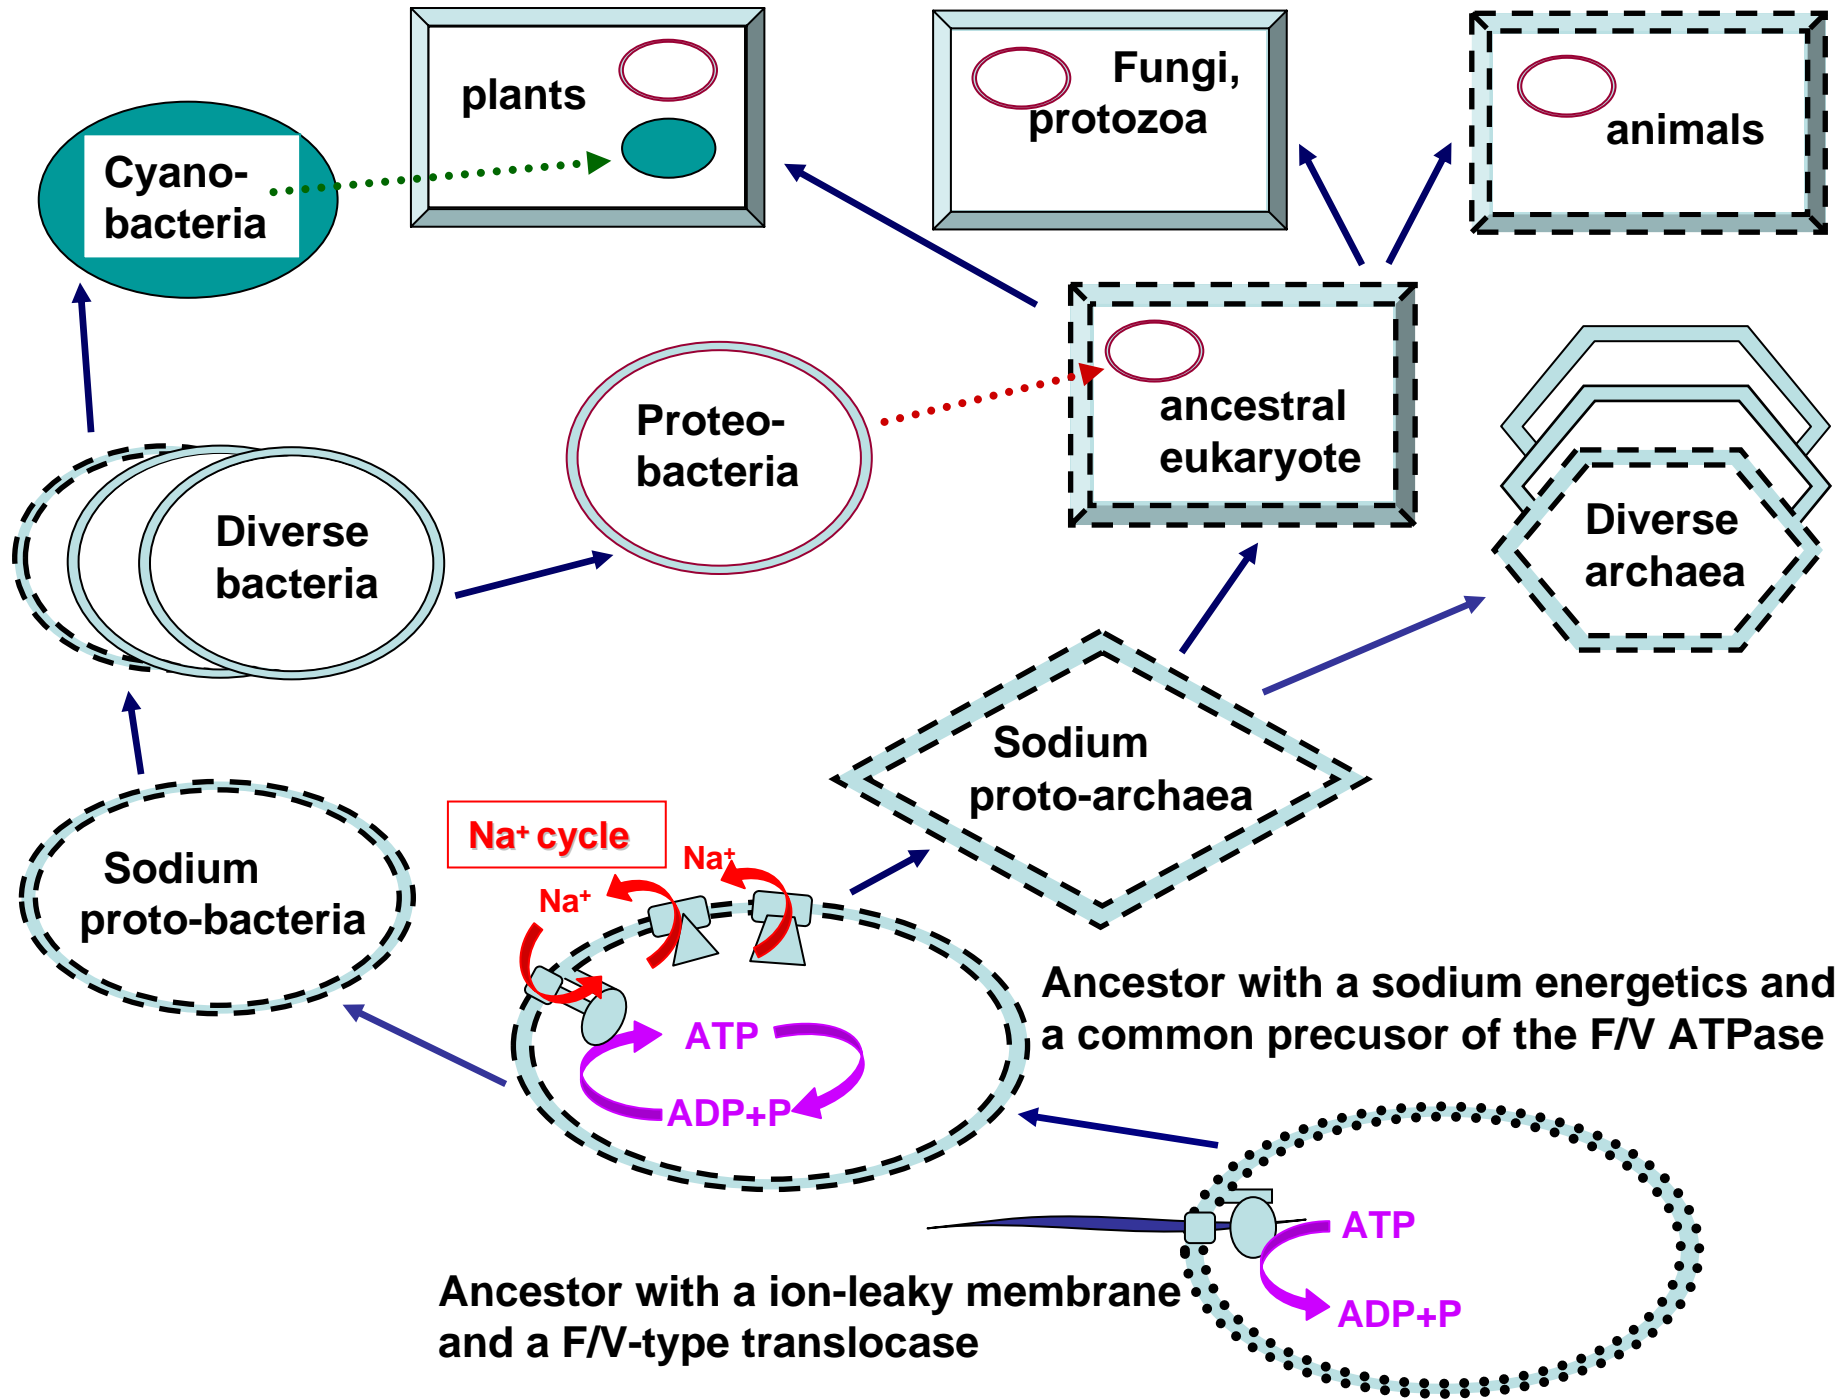 plants
Fungi,
protozoa
animals
Cyano-
bacteria
Proteo-
bacteria
ancestral
eukaryote
Diverse
bacteria
Diverse
archaea
Sodium
proto-archaea
Na⁺ cycle
Na⁺
Na⁺
Sodium
proto-bacteria
ATP
ADP+P
Ancestor with a sodium energetics and
a common precusor of the F/V ATPase
ATP
ADP+P
Ancestor with a ion-leaky membrane
and a F/V-type translocase